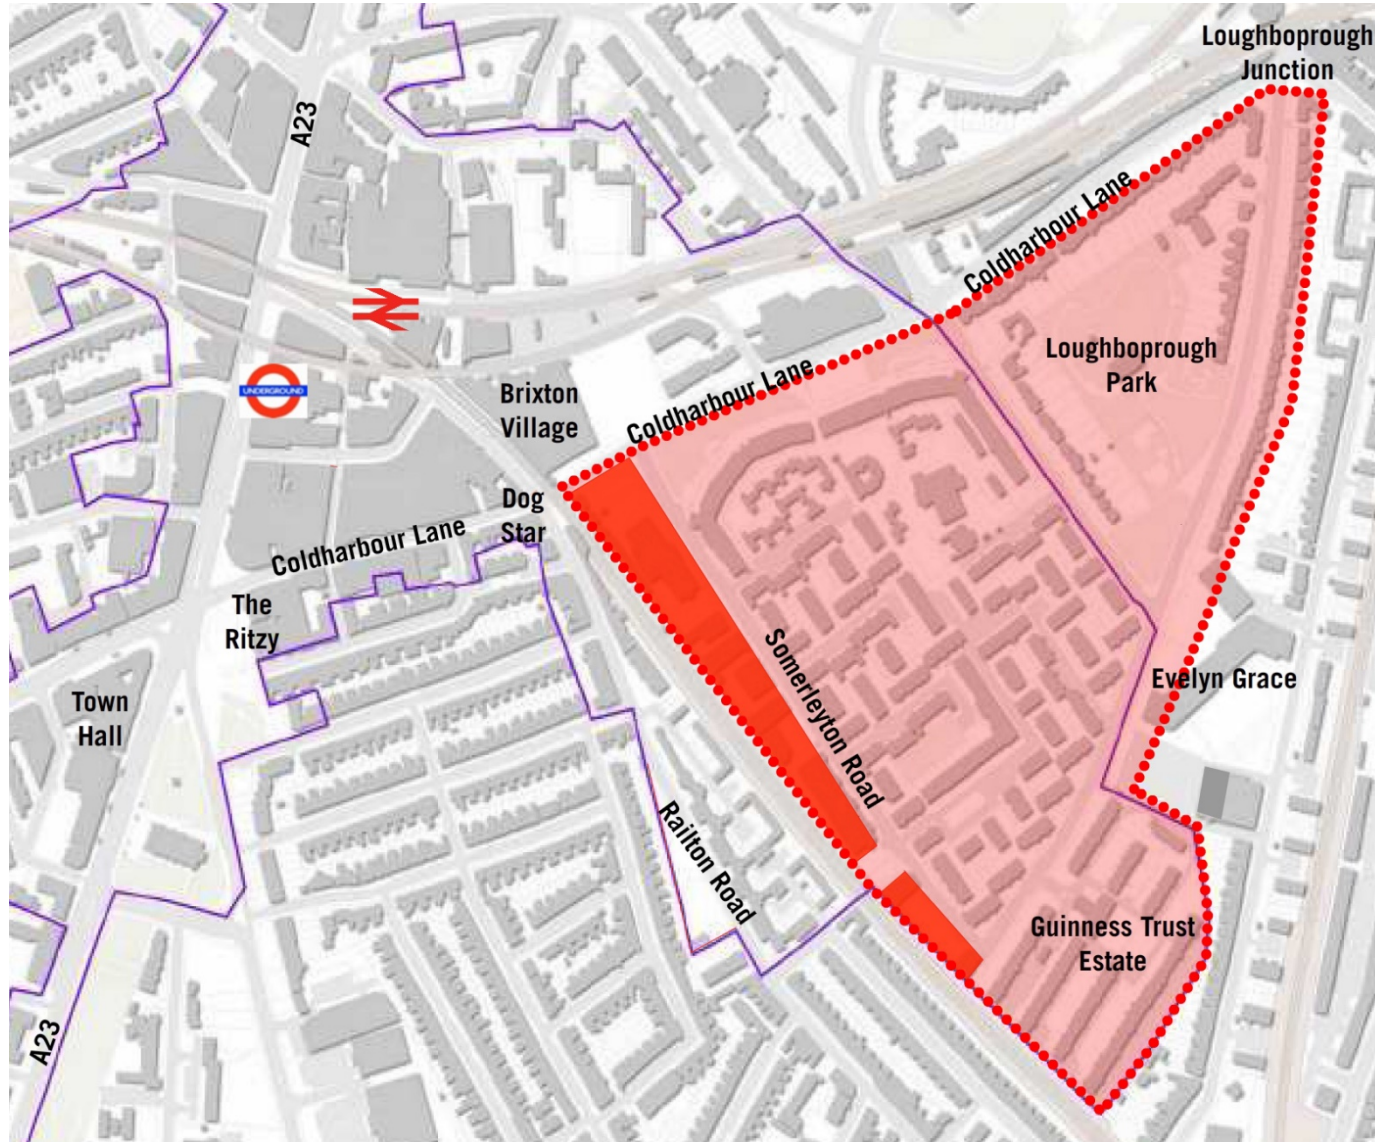 Loughboprough
Junction
A23
Coldharbour Lane
Loughboprough
Park
UNDERGROUND
Brixton
Village
Coldharbour Lane
Dog
Star
Coldharbour Lane
The
Ritzy
Somerleyton Road
Evelyn Grace
Town
Hall
Railton Road
Guinness Trust
Estate
A23